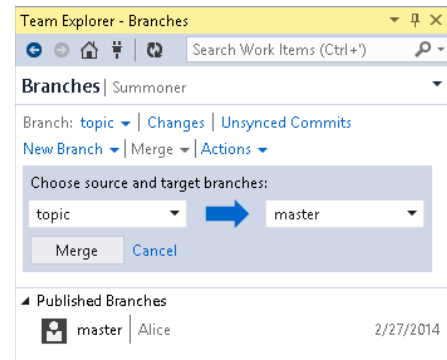 Team Explorer - Branches
Search Work Items (Ctrl+')
Branches | Summoner
Branch: topic | Changes | Unsynced Commits
New Branch | Merge | Actions
Choose source and target branches:
topic master
Merge Cancel
Published Branches
master | Alice 2/27/2014